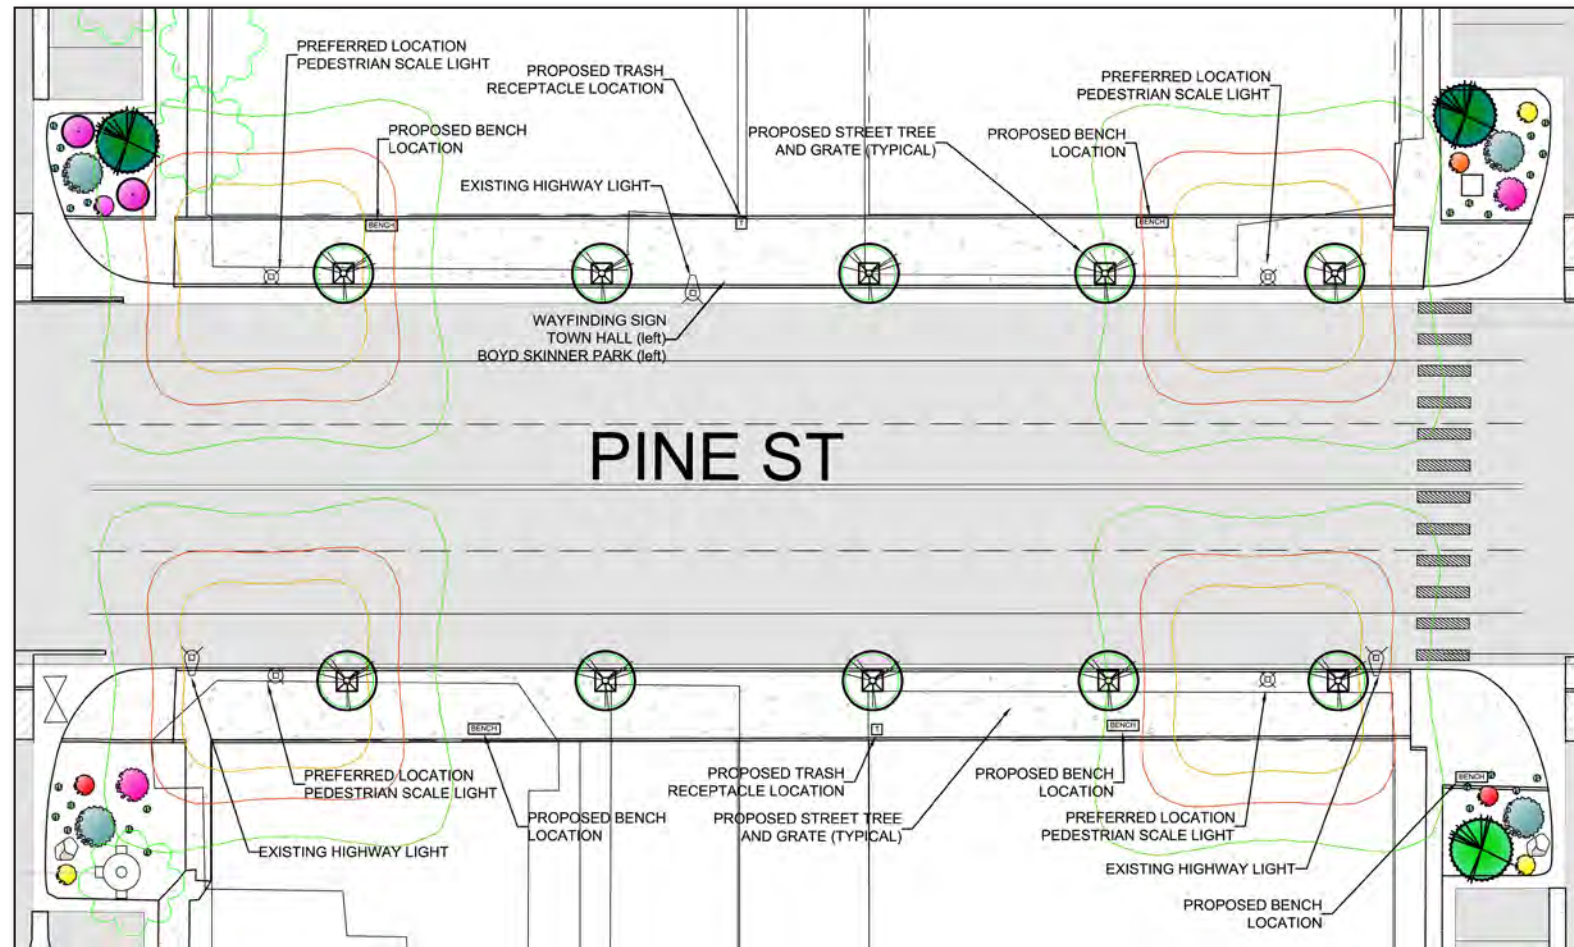 PREFERRED LOCATION
PEDESTRIAN SCALE LIGHT
PROPOSED TRASH
RECEPTACLE LOCATION
PREFERRED LOCATION
PEDESTRIAN SCALE LIGHT
PROPOSED BENCH
LOCATION
PROPOSED STREET TREE
AND GRATE (TYPICAL)
PROPOSED BENCH
LOCATION
EXISTING HIGHWAY LIGHT
BENCH
T
BENCH
WAYFINDING SIGN
TOWN HALL (left)
BOYD SKINNER PARK (left)
PINE ST
BENCH
T
BENCH
PREFERRED LOCATION
PEDESTRIAN SCALE LIGHT
PROPOSED TRASH
RECEPTACLE LOCATION
PROPOSED BENCH
LOCATION
BENCH
PROPOSED BENCH
LOCATION
PROPOSED STREET TREE
AND GRATE (TYPICAL)
PREFERRED LOCATION
PEDESTRIAN SCALE LIGHT
EXISTING HIGHWAY LIGHT
EXISTING HIGHWAY LIGHT
PROPOSED BENCH
LOCATION